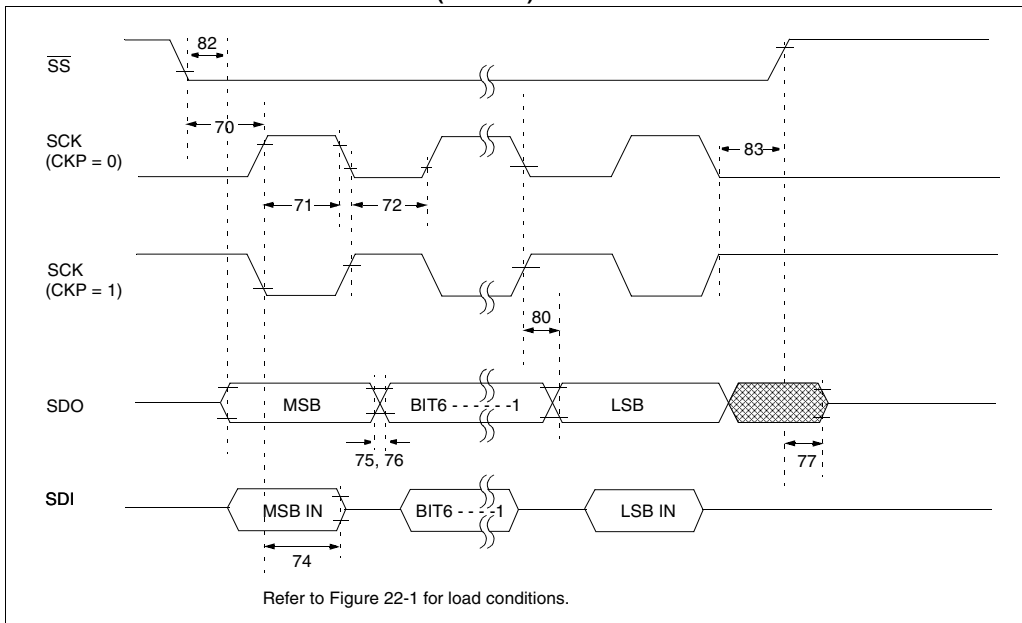 82
SS
70
SCK
(CKP = 0)
83
71
72
SCK
(CKP = 1)
80
SDO
MSB
BIT6 - - - - - -1
LSB
75, 76
77
SDI
MSB IN
BIT6 - - - -1
LSB IN
74
Refer to Figure 22-1 for load conditions.